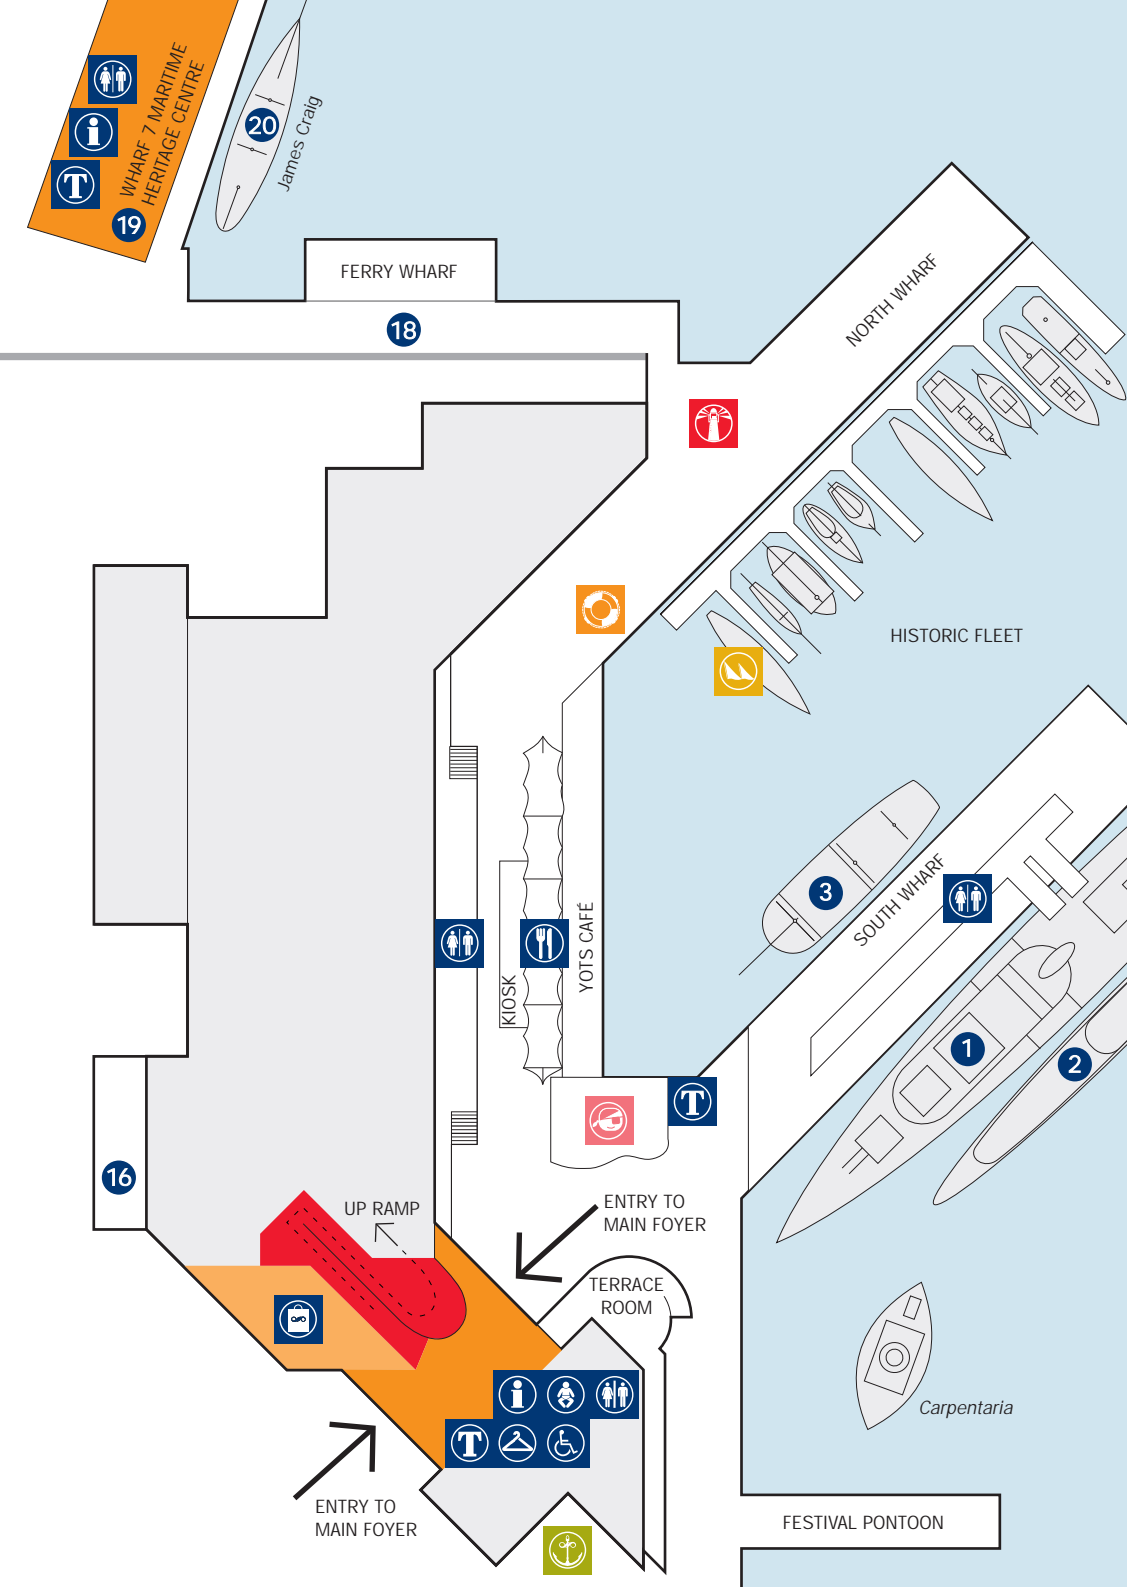 WHARF 7 MARITIME
HERITAGE CENTRE
i
T
19
20
James Craig
FERRY WHARF
18
NORTH WHARF
HISTORIC FLEET
3
SOUTH WHARF
YOTS CAFÉ
KIOSK
1
2
T
16
UP RAMP
ENTRY TO
MAIN FOYER
TERRACE
ROOM
i
T
Carpentaria
ENTRY TO
MAIN FOYER
FESTIVAL PONTOON